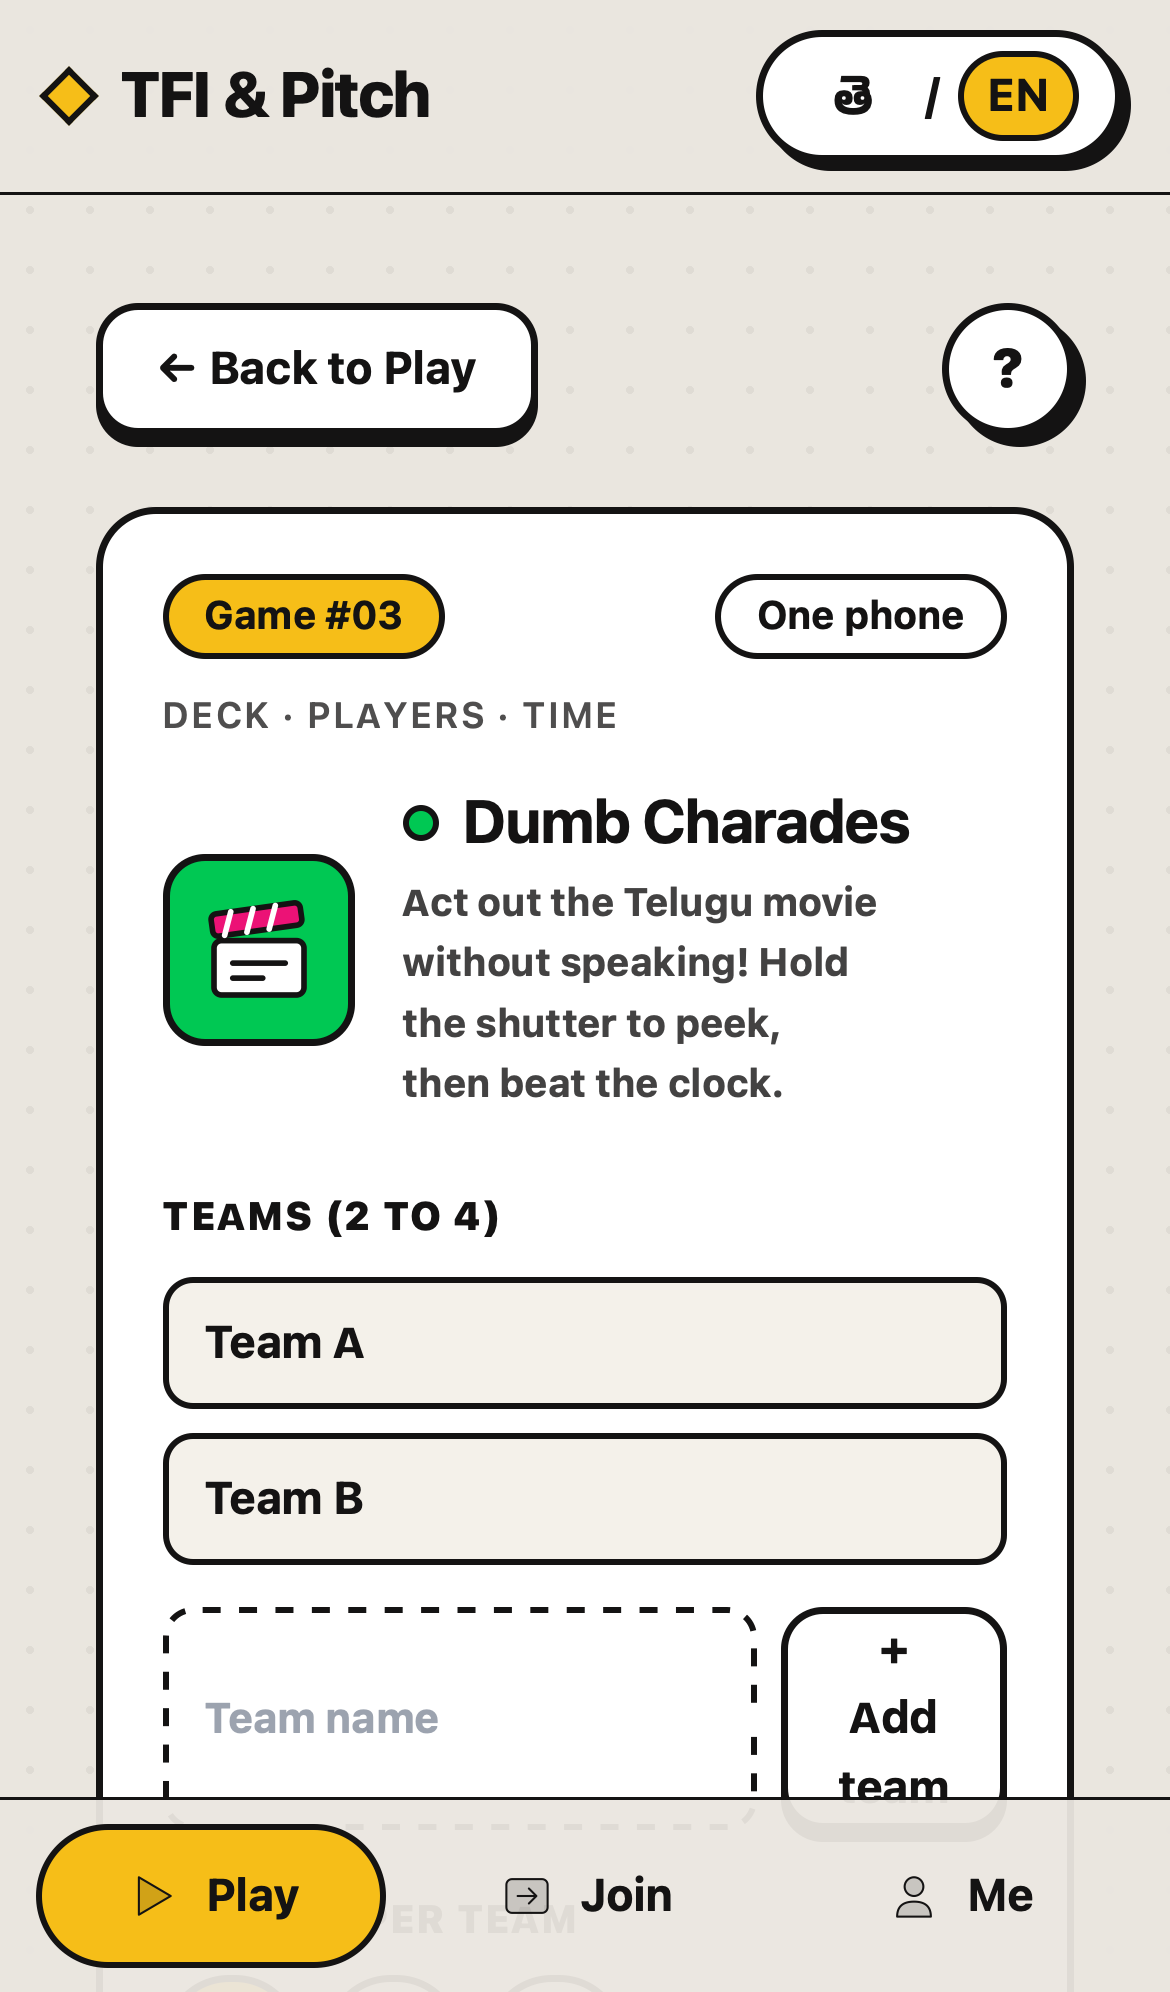 TFI & Pitch
తె / EN
← Back to Play
?
Game #03
One phone
DECK · PLAYERS · TIME
Dumb Charades
Act out the Telugu movie
without speaking! Hold
the shutter to peek,
then beat the clock.
TEAMS (2 TO 4)
Team A
Team B
Team name
+
Add
team
PER TEAM
Play
Join
Me